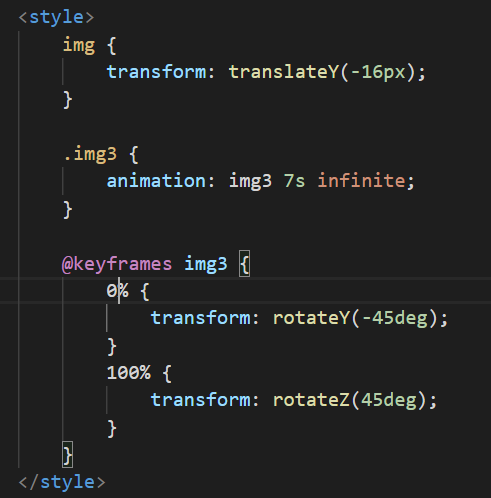 <style>
img {
transform: translateY(-16px);
}
.img3 {
animation: img3 7s infinite;
}
@keyframes img3 {
0% {
transform: rotateY(-45deg);
}
100% {
transform: rotateZ(45deg);
}
}
</style>